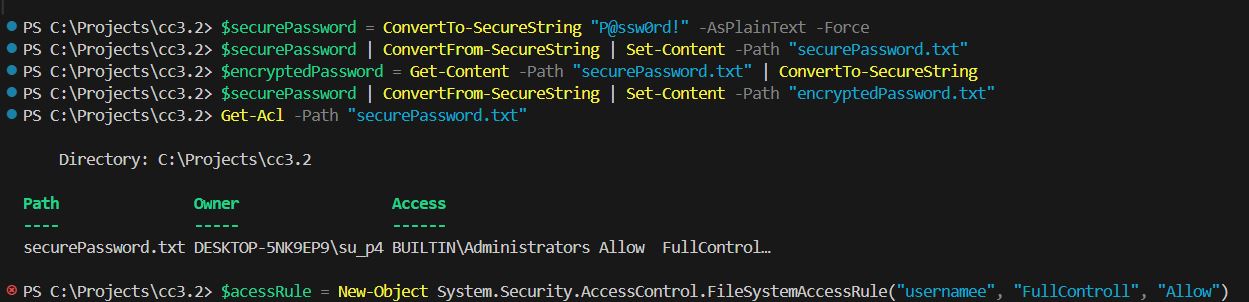 PS C:\Projects\cc3.2> $securePassword = ConvertTo-SecureString "P@ssw0rd!" -AsPlainText -Force
PS C:\Projects\cc3.2> $securePassword | ConvertFrom-SecureString | Set-Content -Path "securePassword.txt"
PS C:\Projects\cc3.2> $encryptedPassword = Get-Content -Path "securePassword.txt" | ConvertTo-SecureString
PS C:\Projects\cc3.2> $securePassword | ConvertFrom-SecureString | Set-Content -Path "encryptedPassword.txt"
PS C:\Projects\cc3.2> Get-Acl -Path "securePassword.txt"
Directory: C:\Projects\cc3.2
Path Owner Access
---- ----- ------
securePassword.txt DESKTOP-5NK9EP9\su_p4 BUILTIN\Administrators Allow  FullControl…
PS C:\Projects\cc3.2> $acessRule = New-Object System.Security.AccessControl.FileSystemAccessRule("usernamee", "FullControll", "Allow")